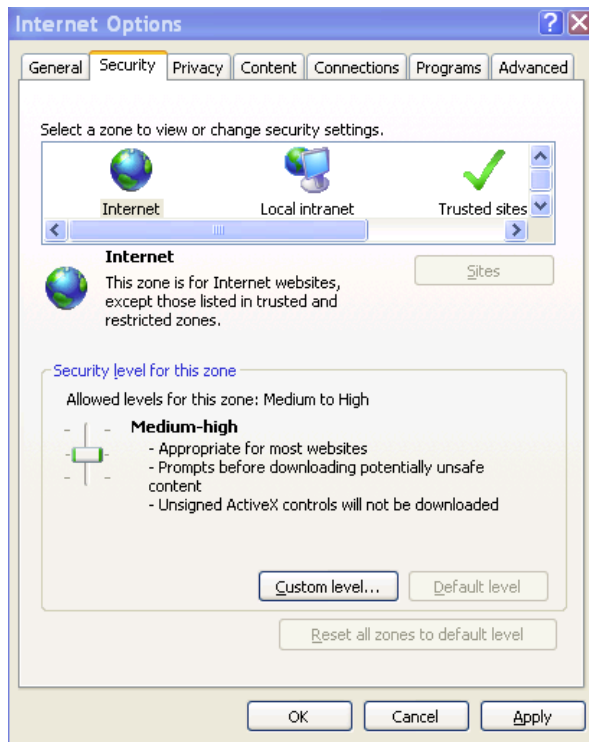 Internet Options
General Security Privacy Content Connections Programs Advanced
Select a zone to view or change security settings.
Internet Local intranet Trusted sites
Internet
Sites
This zone is for Internet websites,
except those listed in trusted and
restricted zones.
Security level for this zone
Allowed levels for this zone: Medium to High
Medium-high
- Appropriate for most websites
- Prompts before downloading potentially unsafe
content
- Unsigned ActiveX controls will not be downloaded
Custom level... Default level
Reset all zones to default level
OK Cancel Apply